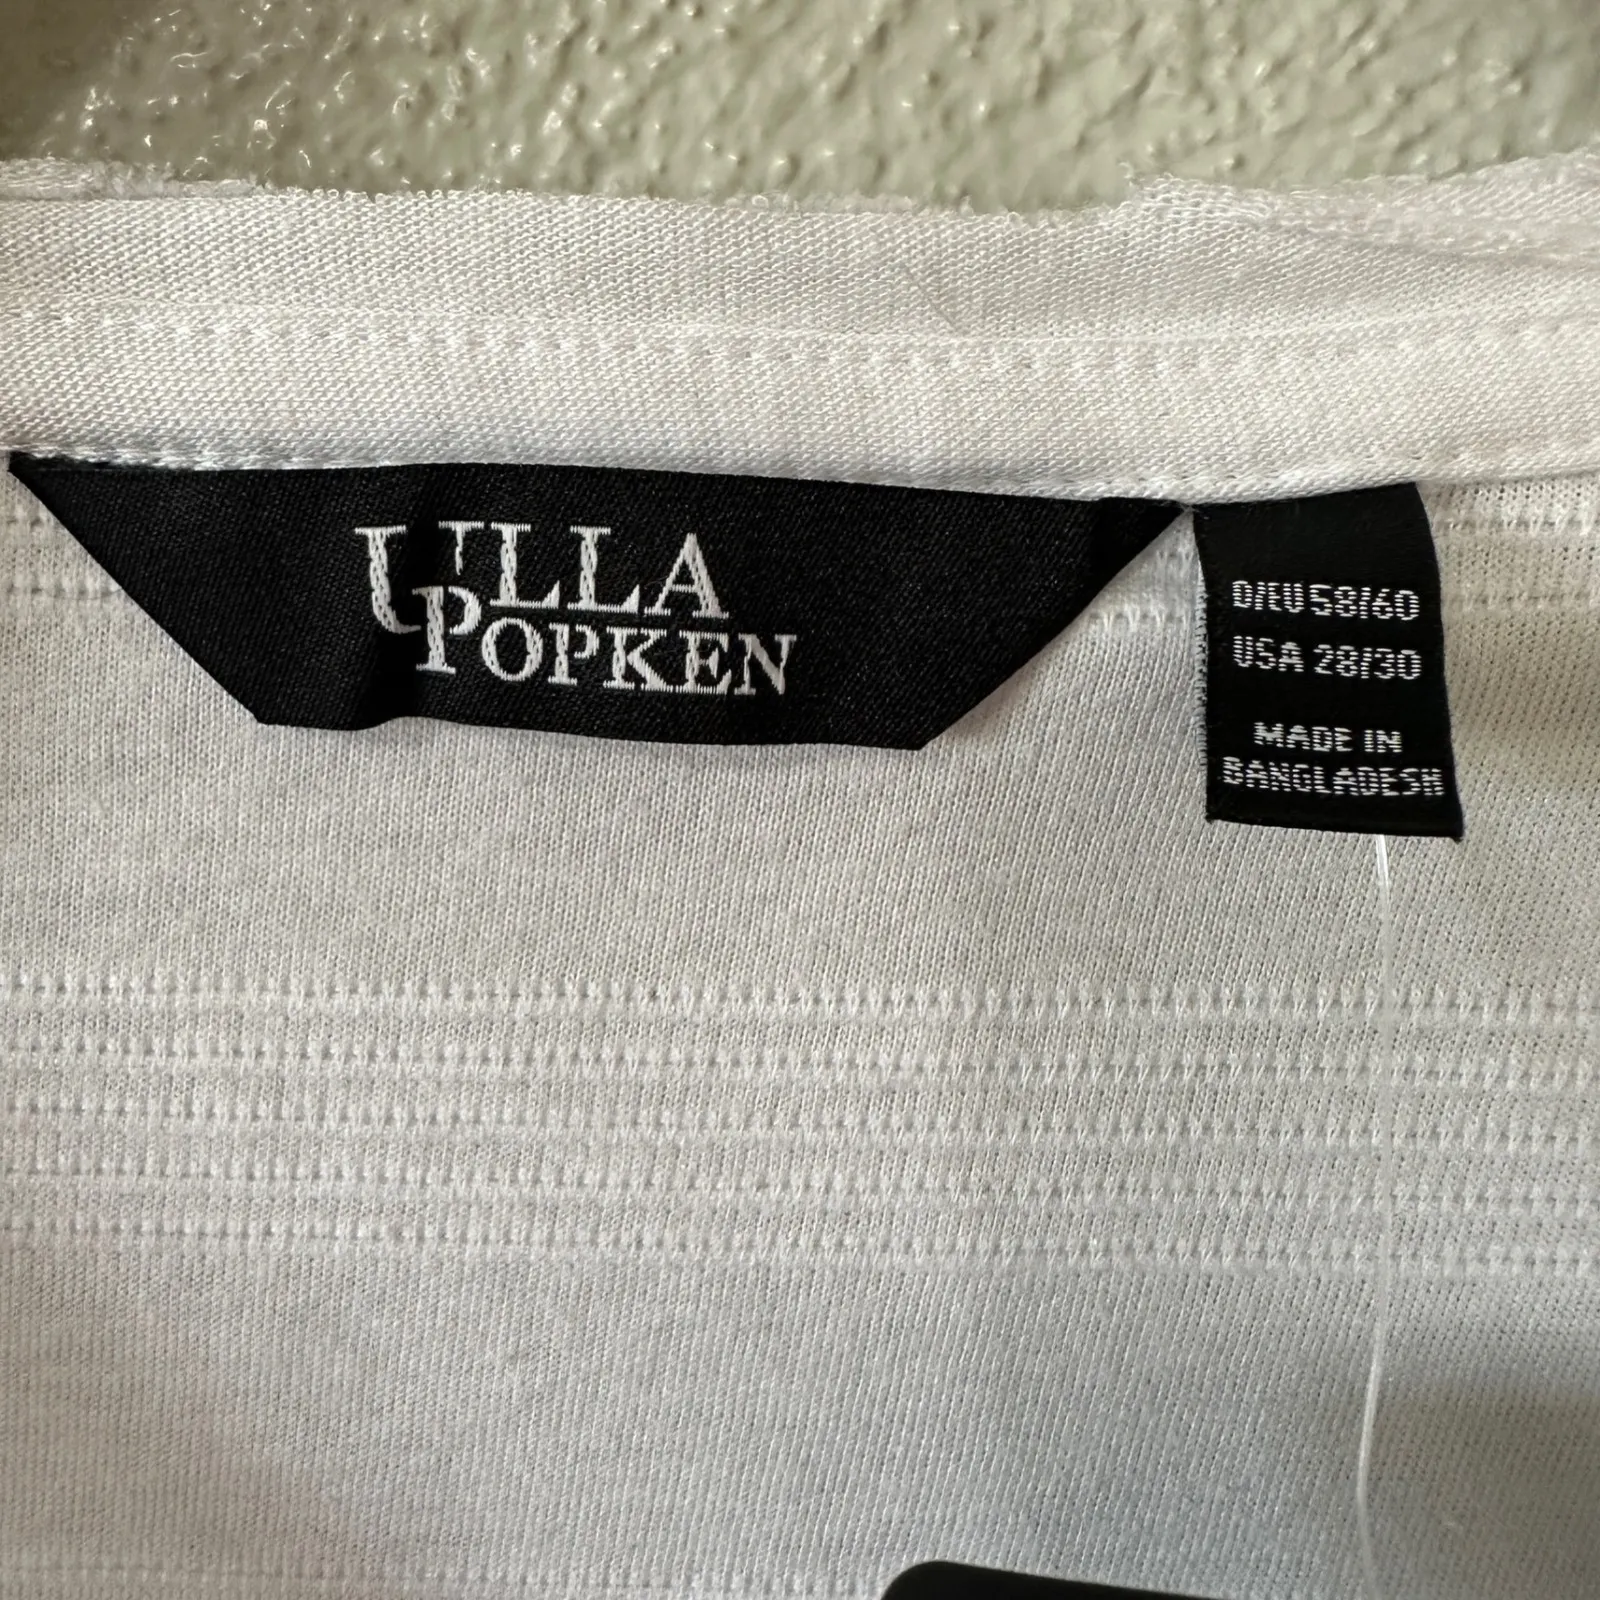 ULLA
POPKEN
D/EU 58/60
USA 28/30
MADE IN
BANGLADESH